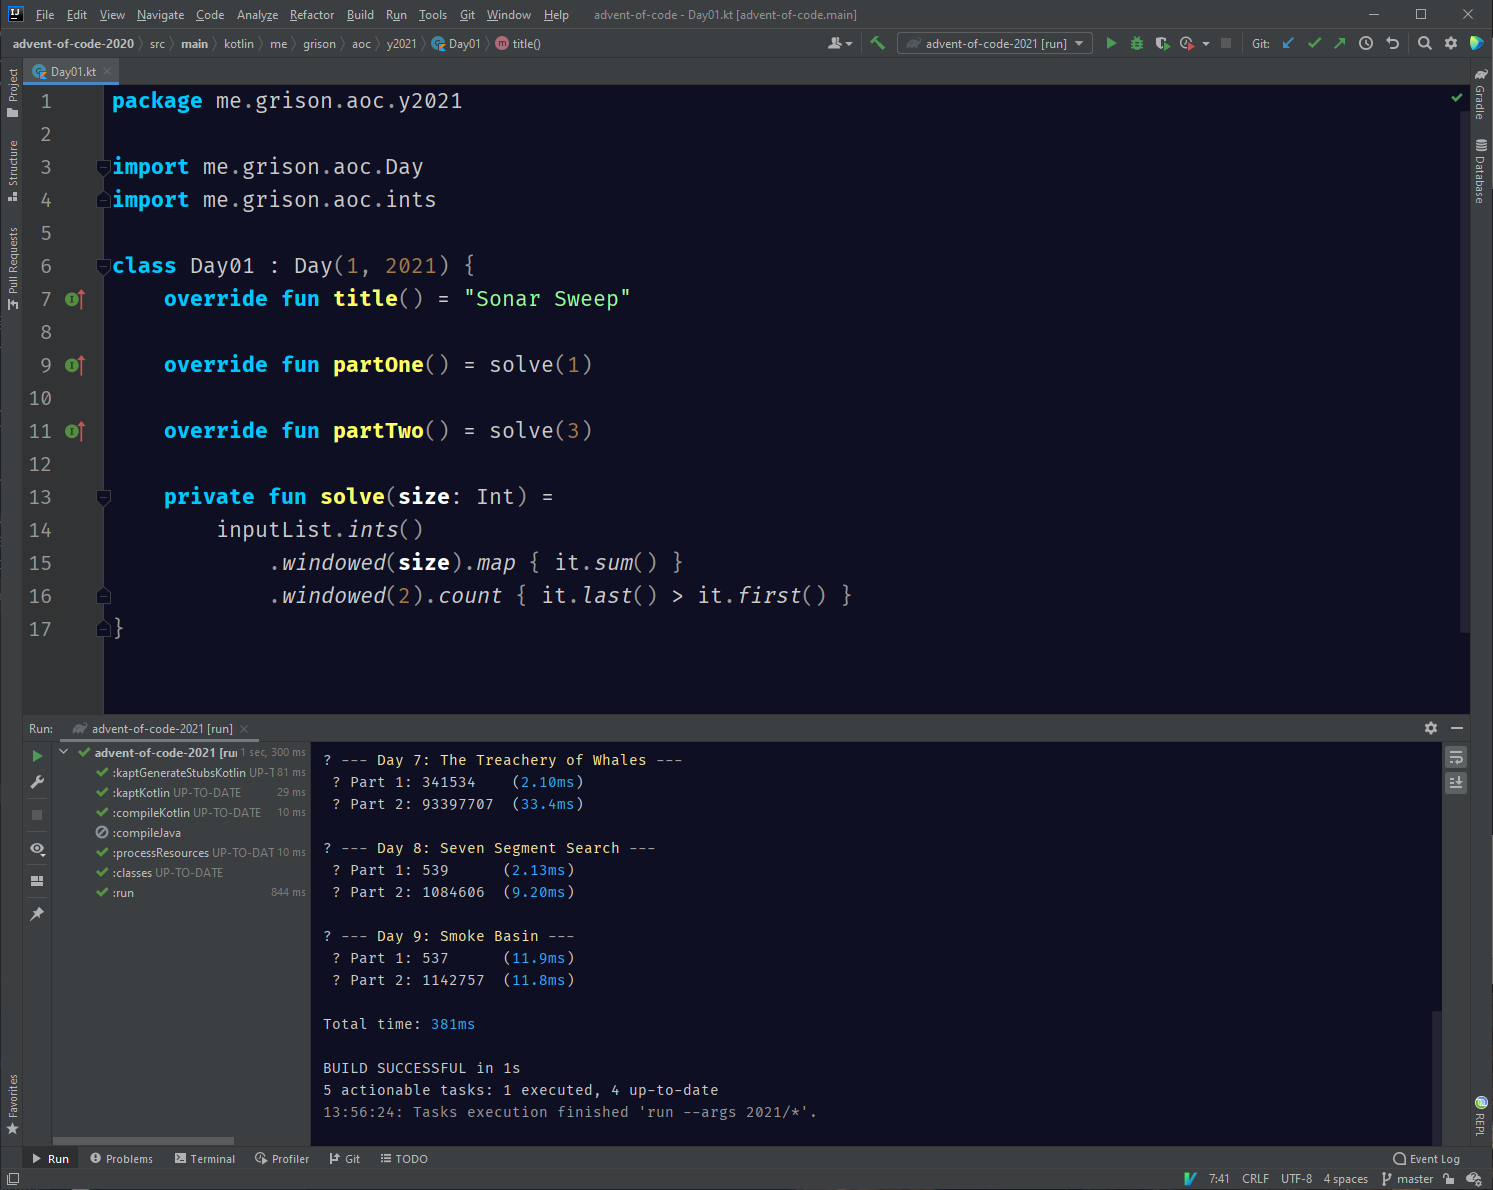 File Edit View Navigate Code Analyze Refactor Build Run Tools Git Window Help advent-of-code - Day01.kt [advent-of-code.main]
advent-of-code-2020 src main kotlin me grison aoc y2021 Day01 title() advent-of-code-2021 [run] Git:
Day01.kt
Project
Structure
Pull Requests
Favorites
Gradle
Database
REPL
1 package me.grison.aoc.y2021
2
3 import me.grison.aoc.Day
4 import me.grison.aoc.ints
5
6 class Day01 : Day(1, 2021) {
7 override fun title() = "Sonar Sweep"
8
9 override fun partOne() = solve(1)
10
11 override fun partTwo() = solve(3)
12
13 private fun solve(size: Int) =
14 inputList.ints()
15 .windowed(size).map { it.sum() }
16 .windowed(2).count { it.last() > it.first() }
17 }
Run: advent-of-code-2021 [run]
advent-of-code-2021 [ru 1 sec, 300 ms
:kaptGenerateStubsKotlin UP-T 81 ms
:kaptKotlin UP-TO-DATE 29 ms
:compileKotlin UP-TO-DATE 10 ms
:compileJava
:processResources UP-TO-DAT 10 ms
:classes UP-TO-DATE
:run 844 ms
? --- Day 7: The Treachery of Whales ---
? Part 1: 341534 (2.10ms)
? Part 2: 93397707 (33.4ms)
? --- Day 8: Seven Segment Search ---
? Part 1: 539 (2.13ms)
? Part 2: 1084606 (9.20ms)
? --- Day 9: Smoke Basin ---
? Part 1: 537 (11.9ms)
? Part 2: 1142757 (11.8ms)
Total time: 381ms
BUILD SUCCESSFUL in 1s
5 actionable tasks: 1 executed, 4 up-to-date
13:56:24: Tasks execution finished 'run --args 2021/*'.
Run Problems Terminal Profiler Git TODO Event Log
7:41 CRLF UTF-8 4 spaces master